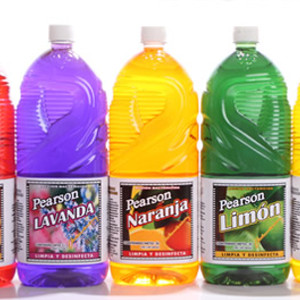 Pearson
LAVANDA
LIMPIA Y DESINFECTA
Pearson
Naranja
LIMPIA Y DESINFECTA
Pearson
Limón
LIMPIA Y DESINFECTA